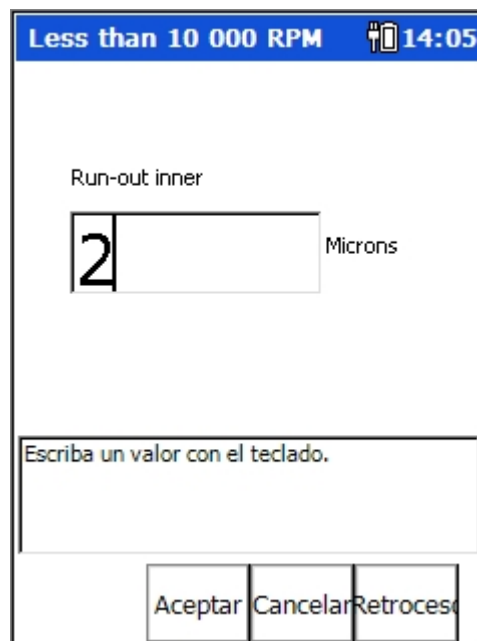 Less than 10 000 RPM 14:05
Run-out inner
2
Microns
Escriba un valor con el teclado.
Aceptar Cancelar Retroceso